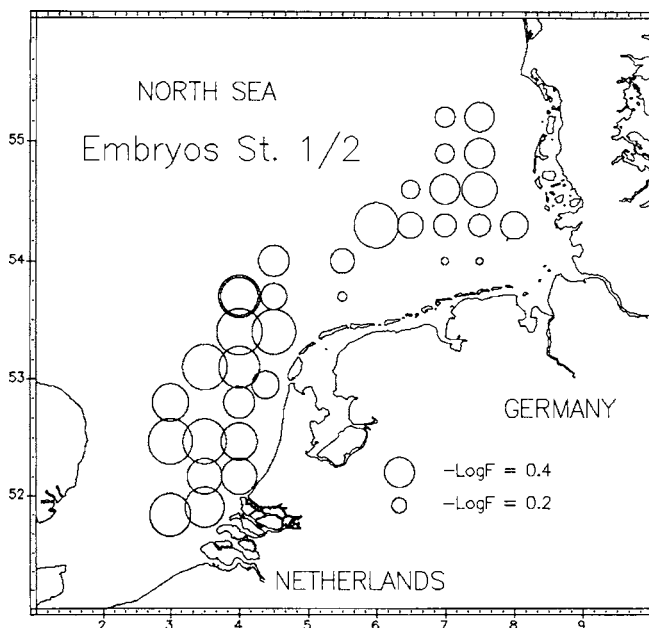 NORTH SEA
55
Embryos St. 1/2
54
53
GERMANY
-LogF = 0.4
52
-LogF = 0.2
NETHERLANDS
2 3 4 5 6 7 8 9